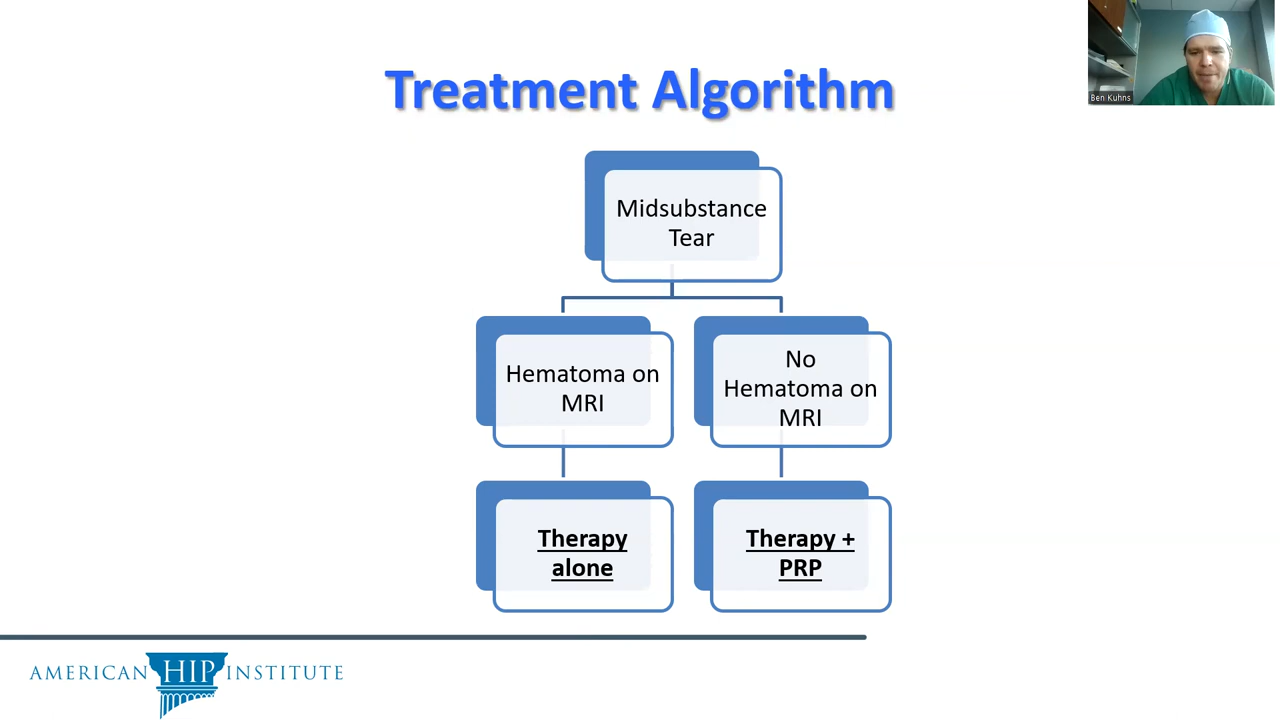 Ben Kuhns
Treatment Algorithm
Midsubstance
Tear
Hematoma on
MRI
No
Hematoma on
MRI
Therapy
alone
Therapy +
PRP
AMERICAN HIP INSTITUTE